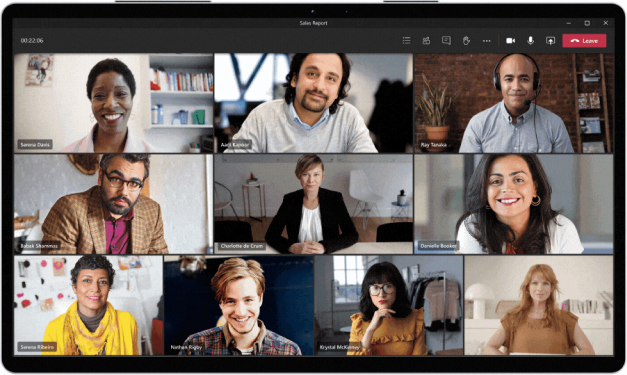 Sales Report
00:22:06
Leave
Serena Davis
Aadi Kapoor
Ray Tanaka
Babak Shammas
Charlotte de Crum
Danielle Booker
Serena Ribeiro
Nathan Rigby
Krystal McKinney